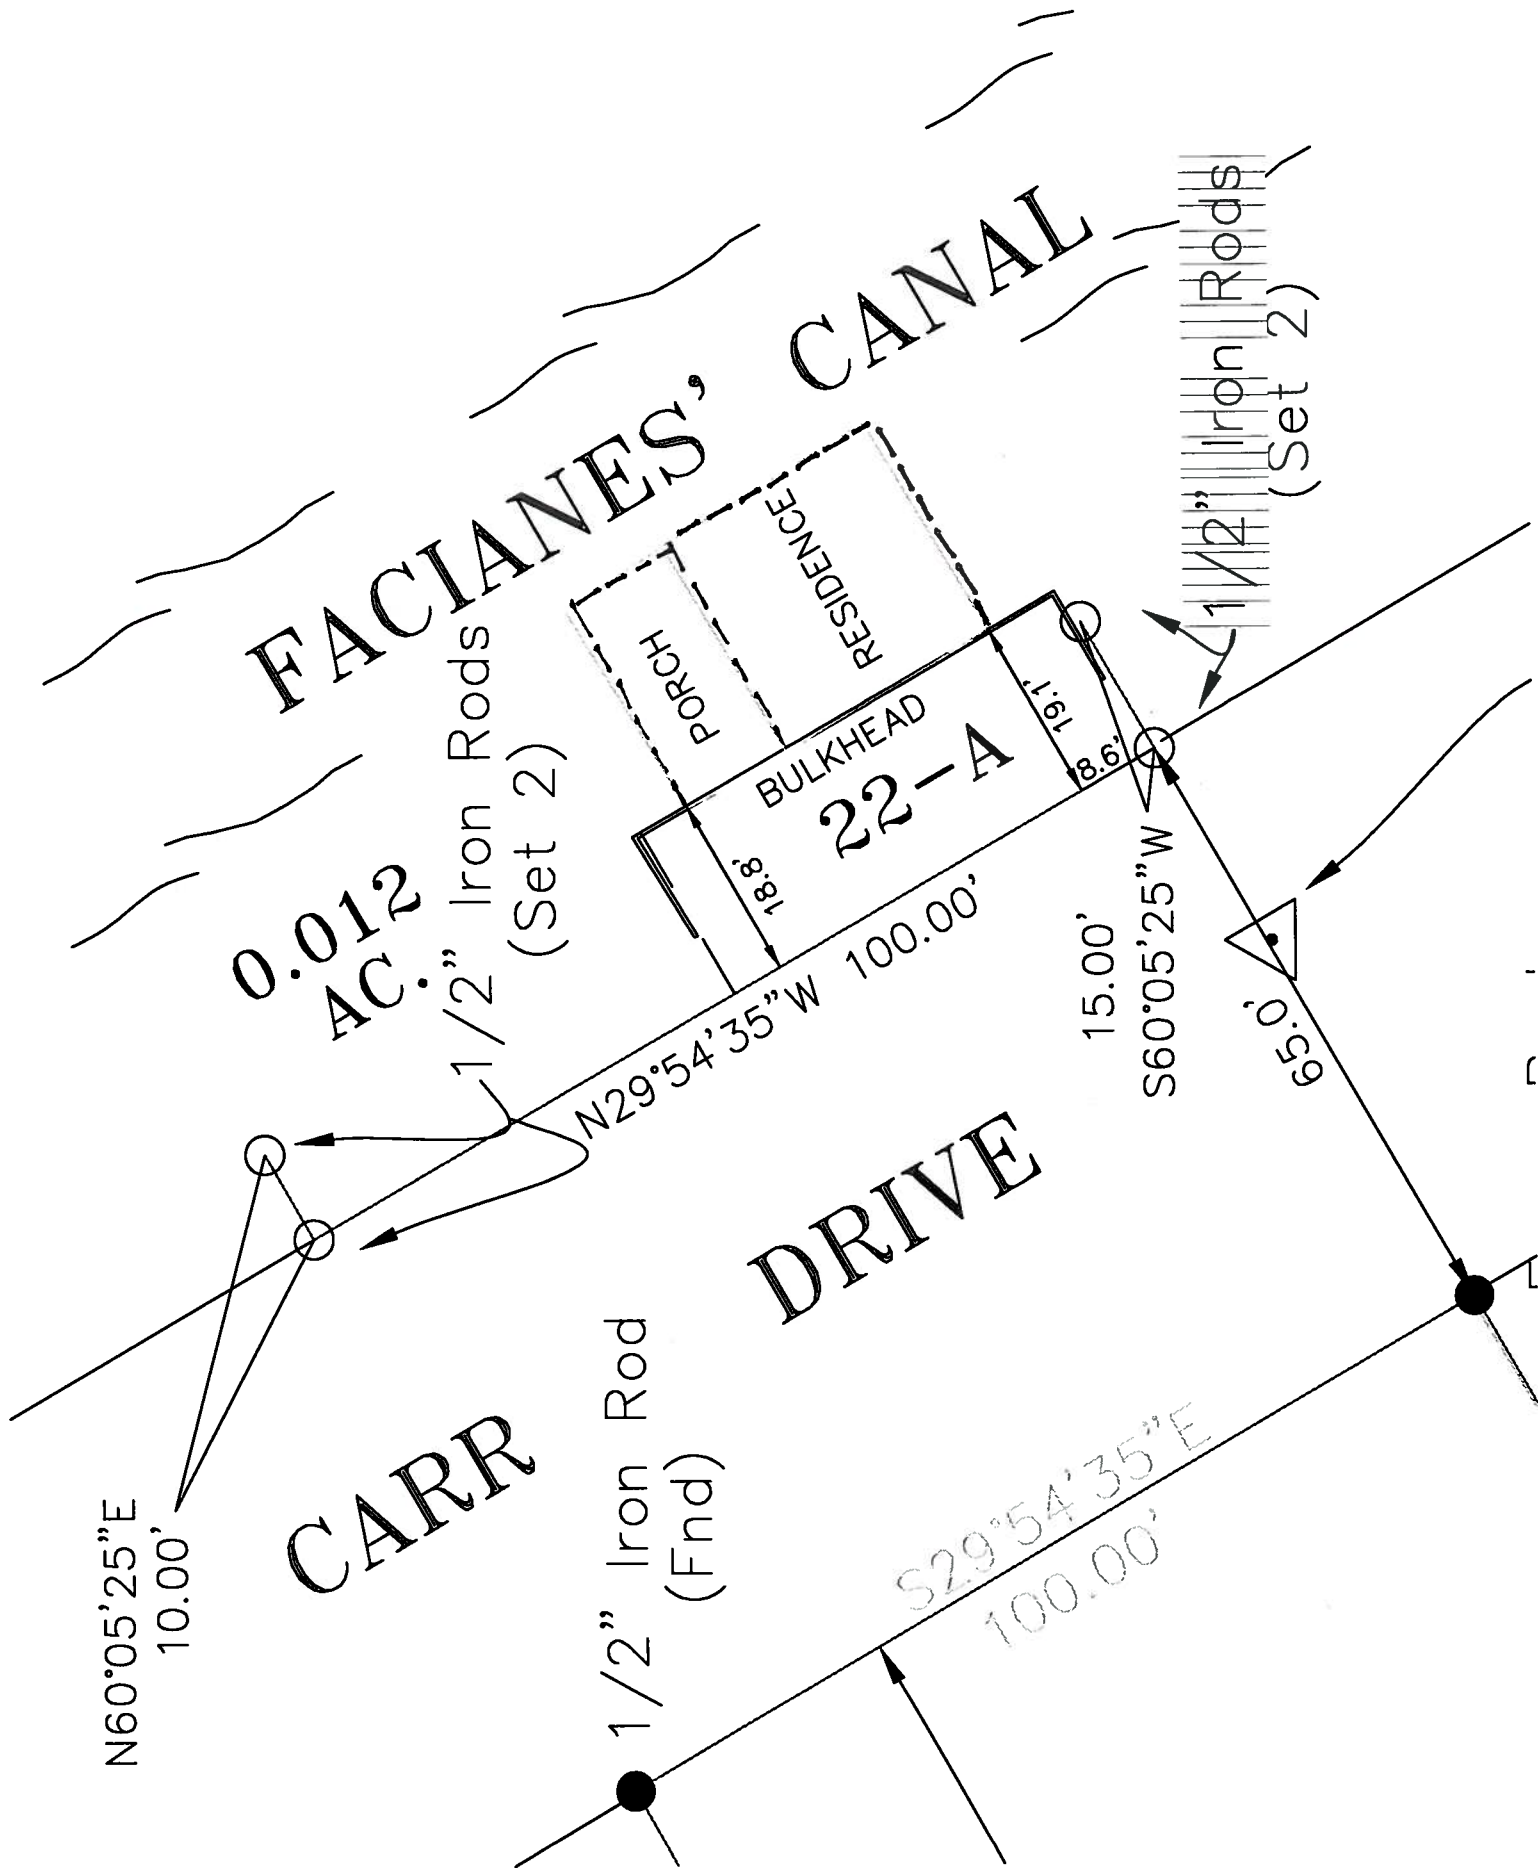 FACIANES' CANAL
1/2" Iron Rods
(Set 2)
PORCH
RESIDENCE
BULKHEAD
22-A
19.1'
8.6'
18.8'
0.012
AC.
1/2" Iron Rods
(Set 2)
N29°54'35"W 100.00'
15.00'
S60°05'25"W
65.0'
N60°05'25"E
10.00'
CARR DRIVE
1/2" Iron Rod
(Fnd)
S29°54'35"E
100.00'